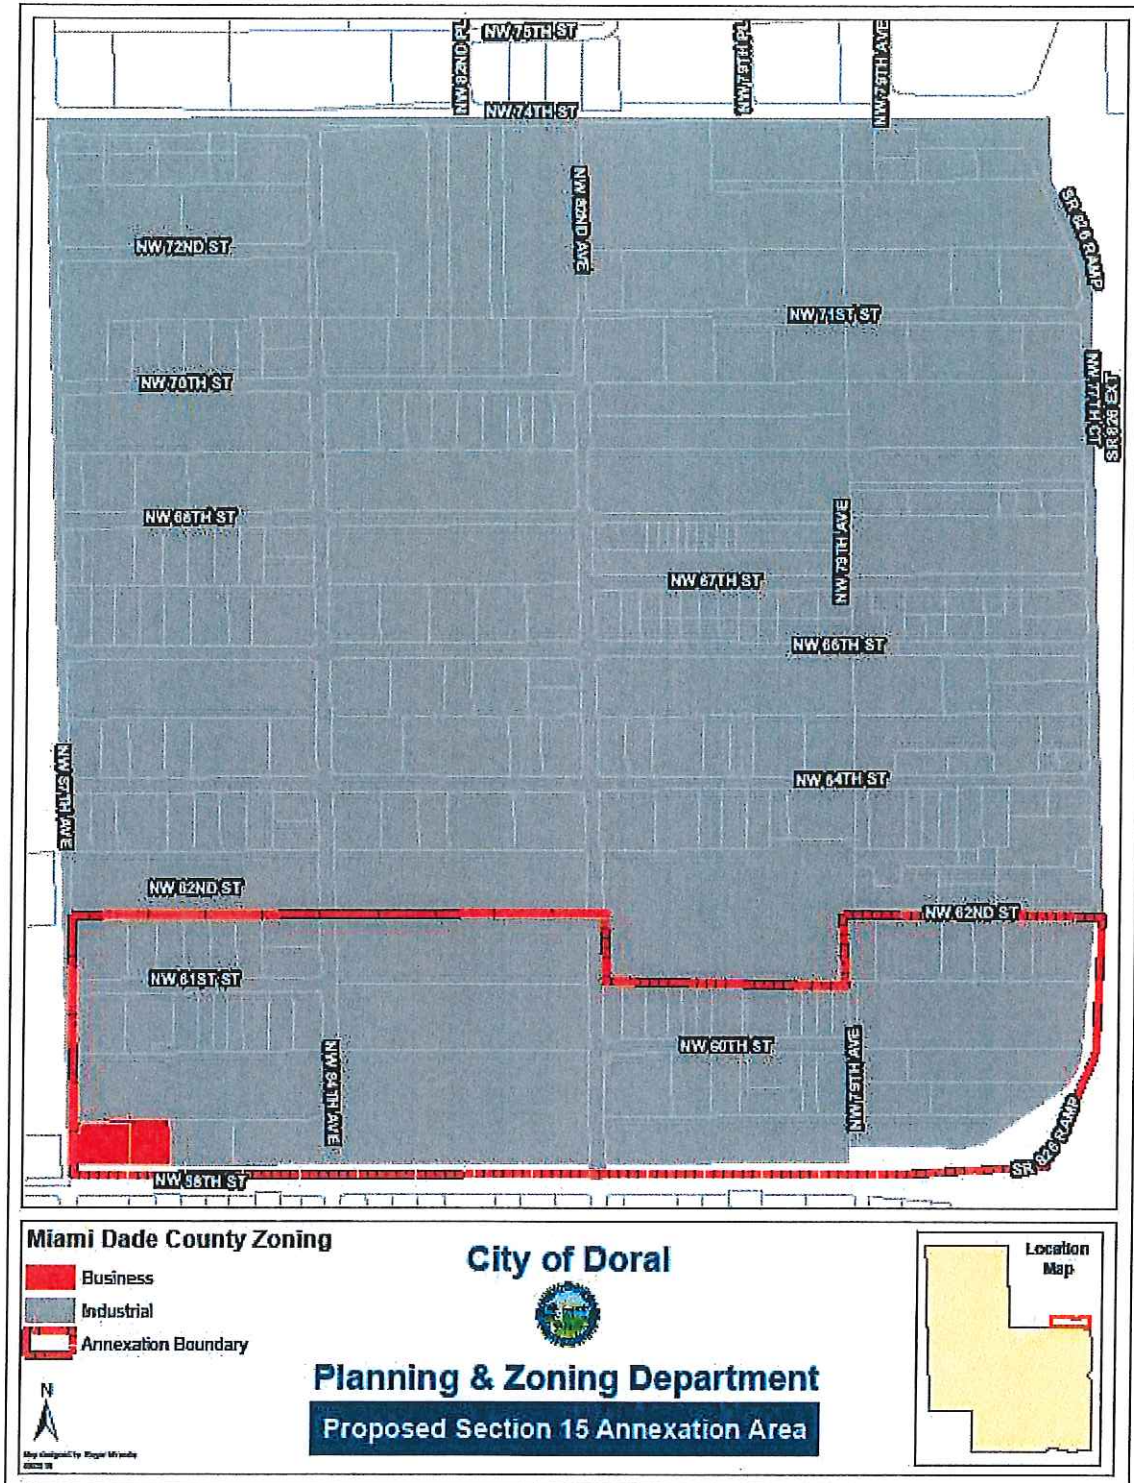 NW 75TH ST
NW 82ND PL
NW 79TH PL
NW 78TH AVE
NW 74TH ST
NW 82ND AVE
SR 826 RAMP
NW 72ND ST
NW 71ST ST
NW 70TH ST
NW 77TH CT
SR 826 EXT
NW 68TH ST
NW 79TH AVE
NW 67TH ST
NW 66TH ST
NW 87TH AVE
NW 64TH ST
NW 62ND ST
NW 62ND ST
NW 61ST ST
NW 60TH ST
NW 84TH AVE
NW 79TH AVE
SR 826 RAMP
NW 58TH ST
Miami Dade County Zoning
Business
Industrial
Annexation Boundary
N
City of Doral
Planning & Zoning Department
Proposed Section 15 Annexation Area
Location
Map